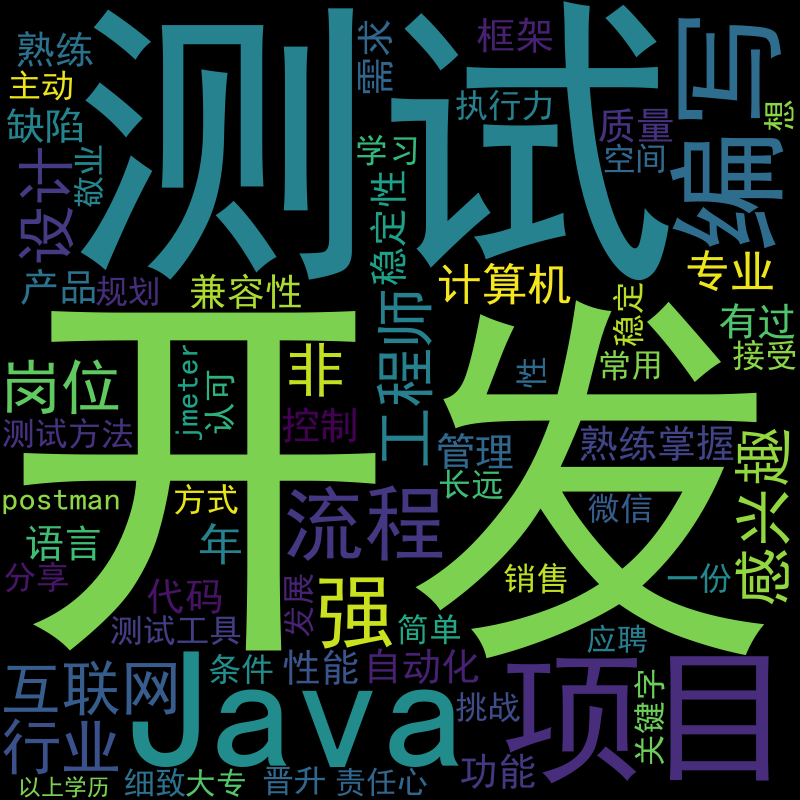 熟练
主动
缺陷
设计
敬业
测试
需求
框架
执行力
学习
稳定性
质量
空间
编写
想
产品
规划
兼容性
工程师
计算机
专业
稳定
有过
接受
常用
性
开发
非
jmeter
认可
控制
岗位
测试方法
管理
长远
熟练掌握
感兴趣
postman
方式
流程
微信
语言
年
分享
代码
发展
强
销售
一份
测试工具
简单
应聘
互联网
条件
性能
自动化
Java
项目
关键字
行业
挑战
功能
以上学历
细致
大专
晋升
责任心